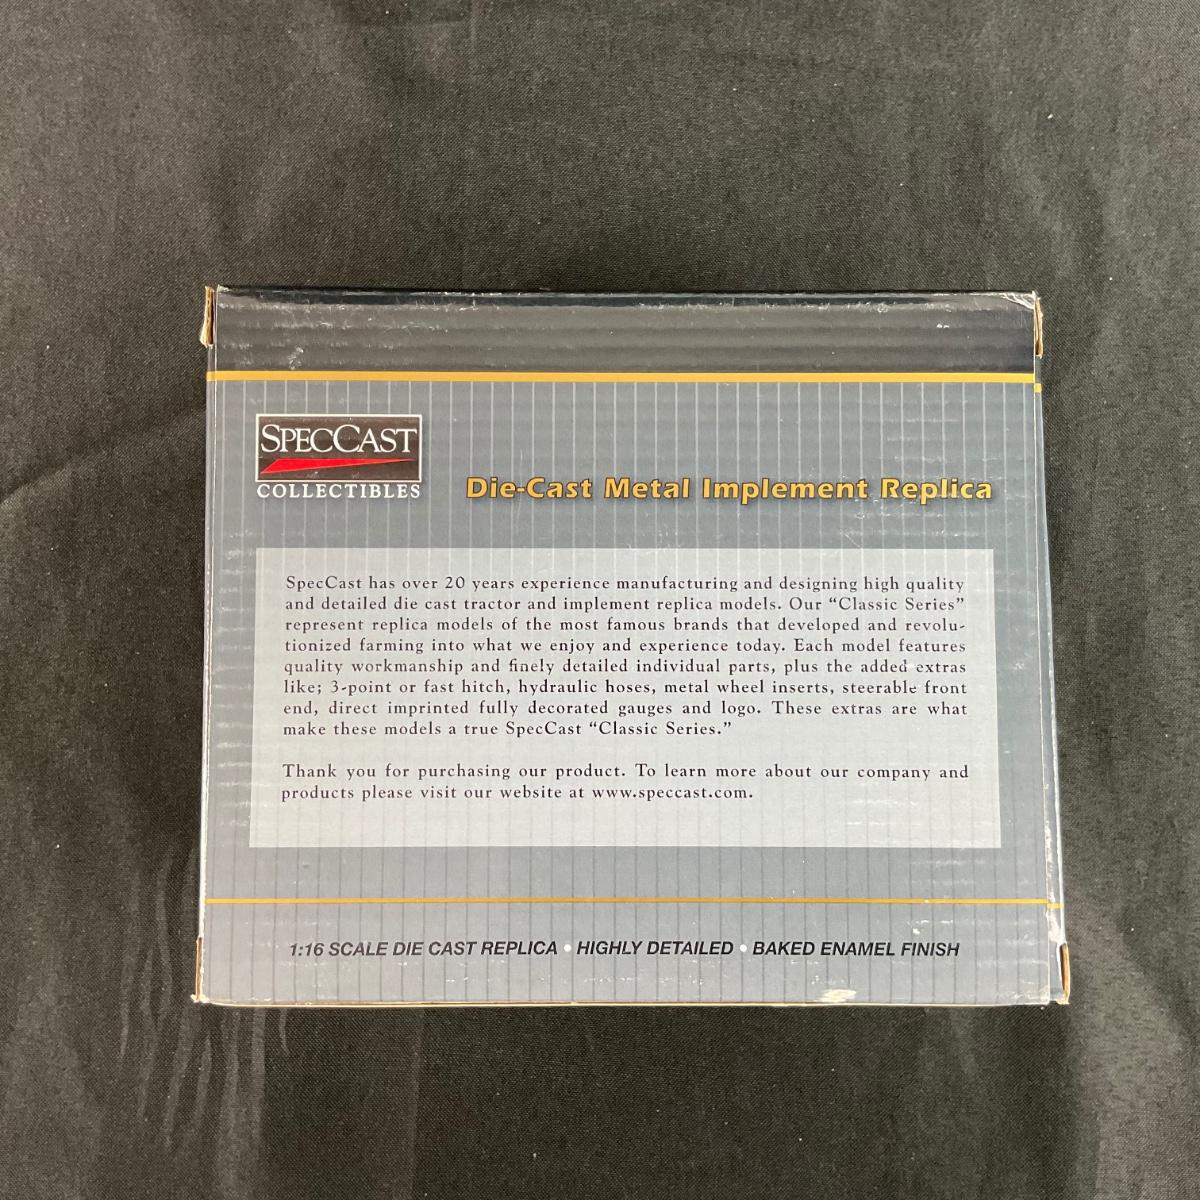 SPECCAST
COLLECTIBLES
Die-Cast Metal Implement Replica
SpecCast has over 20 years experience manufacturing and designing high quality
and detailed die cast tractor and implement replica models. Our “Classic Series”
represent replica models of the most famous brands that developed and revolu-
tionized farming into what we enjoy and experience today. Each model features
quality workmanship and finely detailed individual parts, plus the added extras
like; 3-point or fast hitch, hydraulic hoses, metal wheel inserts, steerable front
end, direct imprinted fully decorated gauges and logo. These extras are what
make these models a true SpecCast “Classic Series.”
Thank you for purchasing our product. To learn more about our company and
products please visit our website at www.speccast.com.
1:16 SCALE DIE CAST REPLICA • HIGHLY DETAILED • BAKED ENAMEL FINISH